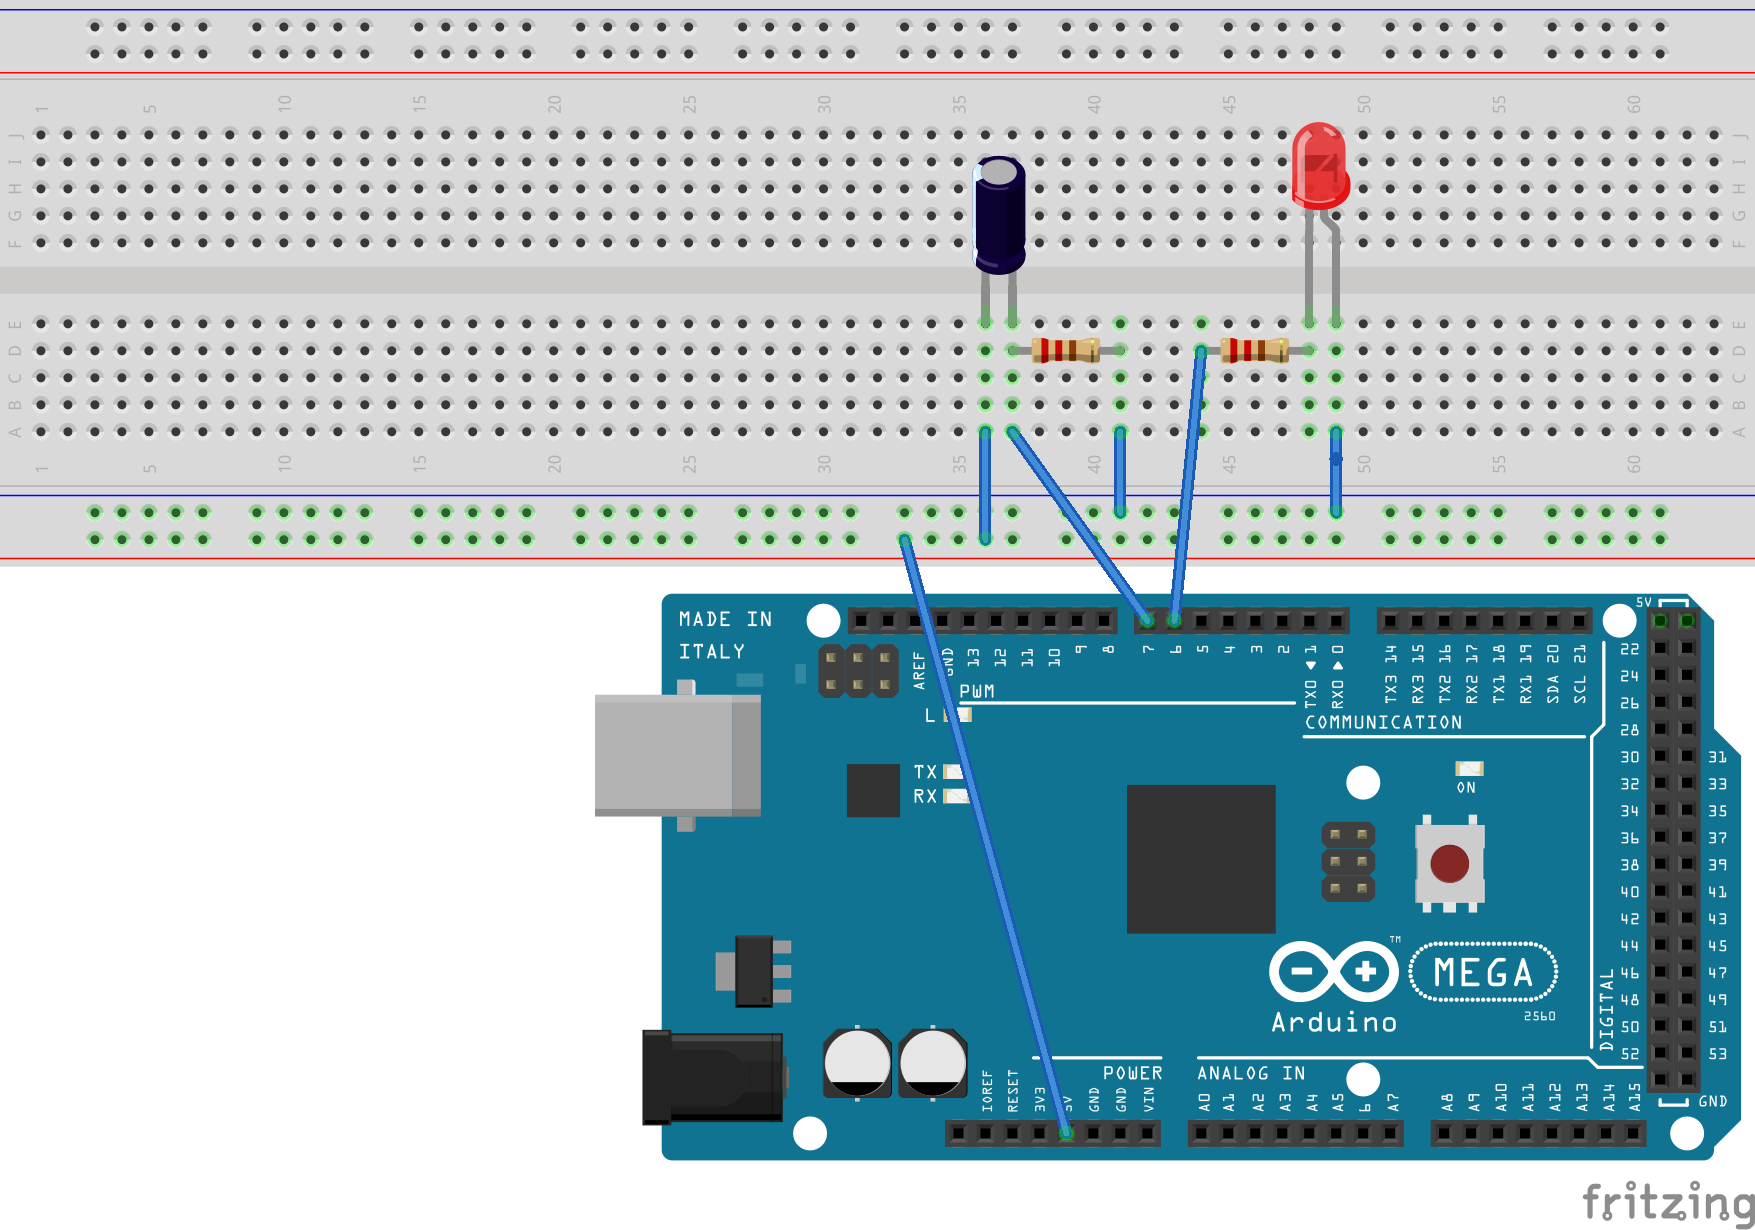 1 5 10 15 20 25 30 35 40 45 50 55 60
J J
I I
H H
G G
F F
E E
D D
C C
B B
A A
1 5 10 15 20 25 30 35 40 45 50 55 60
MADE IN
ITALY
AREF
GND
13
12
11
10
9
8
7
6
5
4
3
2
TX0 ▶ 1
RX0 ◀ 0
TX3 14
RX3 15
TX2 16
RX2 17
TX1 18
RX1 19
SDA 20
SCL 21
5V
PWM
COMMUNICATION
L
TX
RX
ON
22
24
26
28
30 31
32 33
34 35
36 37
38 39
40 41
42 43
44 45
46 47
48 49
50 51
52 53
DIGITAL
GND
TM
MEGA
2560
Arduino
POWER
ANALOG IN
IOREF
RESET
3V3
5V
GND
GND
VIN
A0
A1
A2
A3
A4
A5
6
A7
A8
A9
A10
A11
A12
A13
A14
A15
fritzing